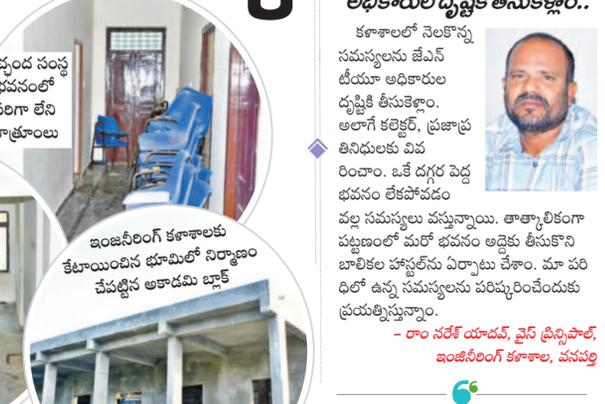 చ్ఛంద సంస్థ
భవనంలో
సరిగా లేని
బాత్రూంలు
ఇంజనీరింగ్ కళాశాలకు
కేటాయించిన భూమిలో నిర్మాణం
చేపట్టిన అకాడమి బ్లాక్
అధికారుల దృష్టికి తీసుకెళ్లాం..
కళాశాలలో నెలకొన్న
సమస్యలను జేఎన్
టీయూ అధికారుల
దృష్టికి తీసుకెళ్లాం.
అలాగే కలెక్టర్, ప్రజాప్ర
తినిధులకు వివ
రించాం. ఒకే దగ్గర పెద్ద
భవనం లేకపోవడం
వల్ల సమస్యలు వస్తున్నాయి. తాత్కాలికంగా
పట్టణంలో మరో భవనం అద్దెకు తీసుకొని
బాలికల హాస్టల్‌ను ఏర్పాటు చేశాం. మా పరి
ధిలో ఉన్న సమస్యలను పరిష్కరించేందుకు
ప్రయత్నిస్తున్నాం.
– రాం నరేశ్ యాదవ్, వైస్ ప్రిన్సిపాల్,
ఇంజినీరింగ్ కళాశాల, వనపర్తి